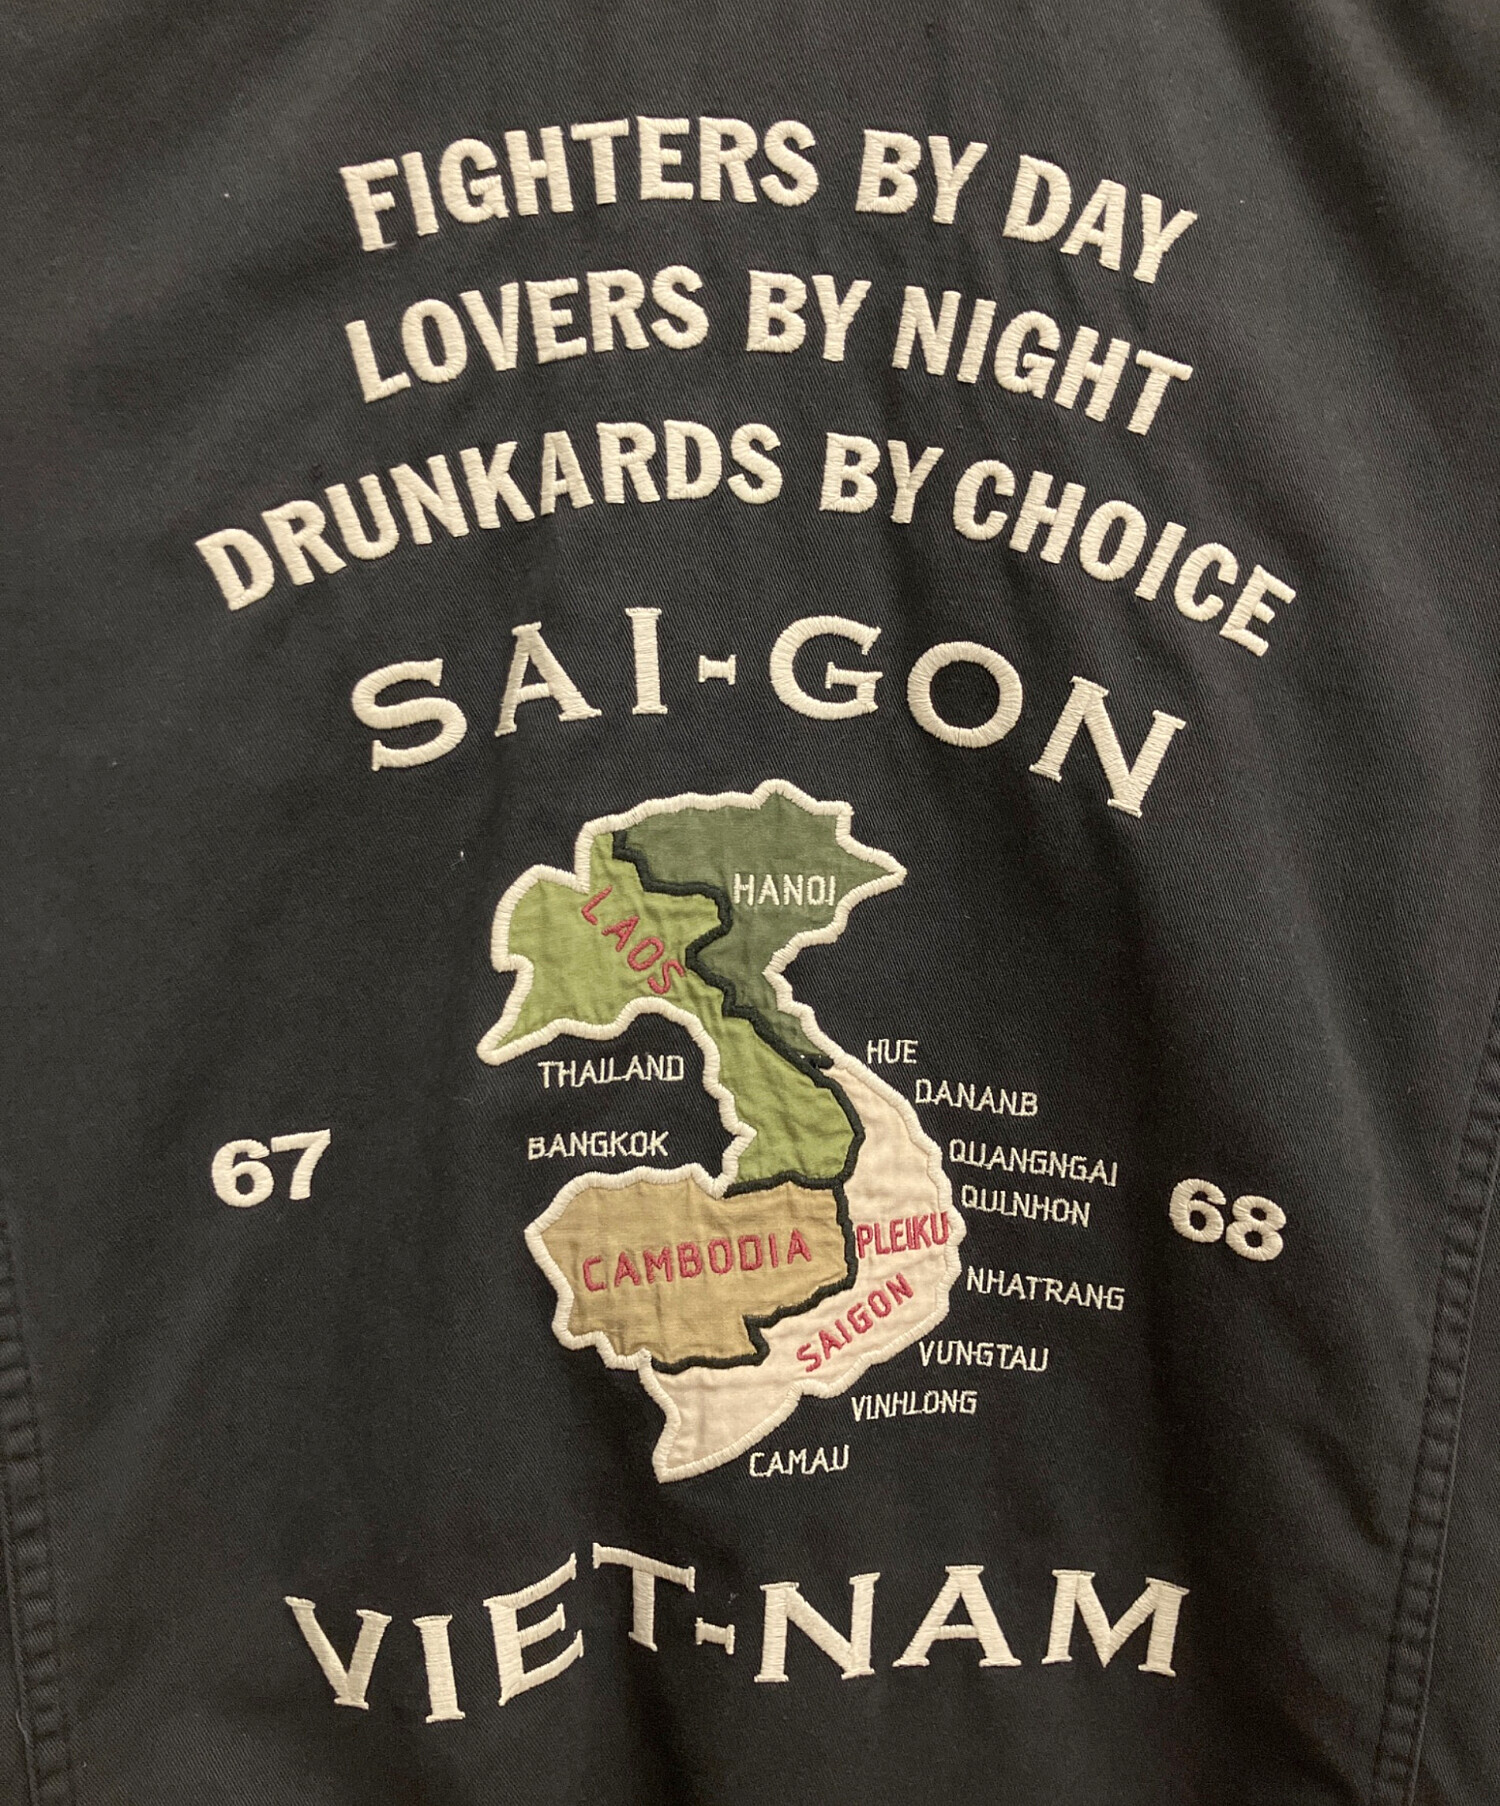 FIGHTERS BY DAY
LOVERS BY NIGHT
DRUNKARDS BY CHOICE
SAI-GON
HANOI
LAOS
THAILAND
HUE
DANANB
BANGKOK
QUANGNGAI
67
QUINHON
68
CAMBODIA
PLEIKU
NHATRANG
SAIGON
VUNGTAU
VINHLONG
CAMAU
VIET-NAM